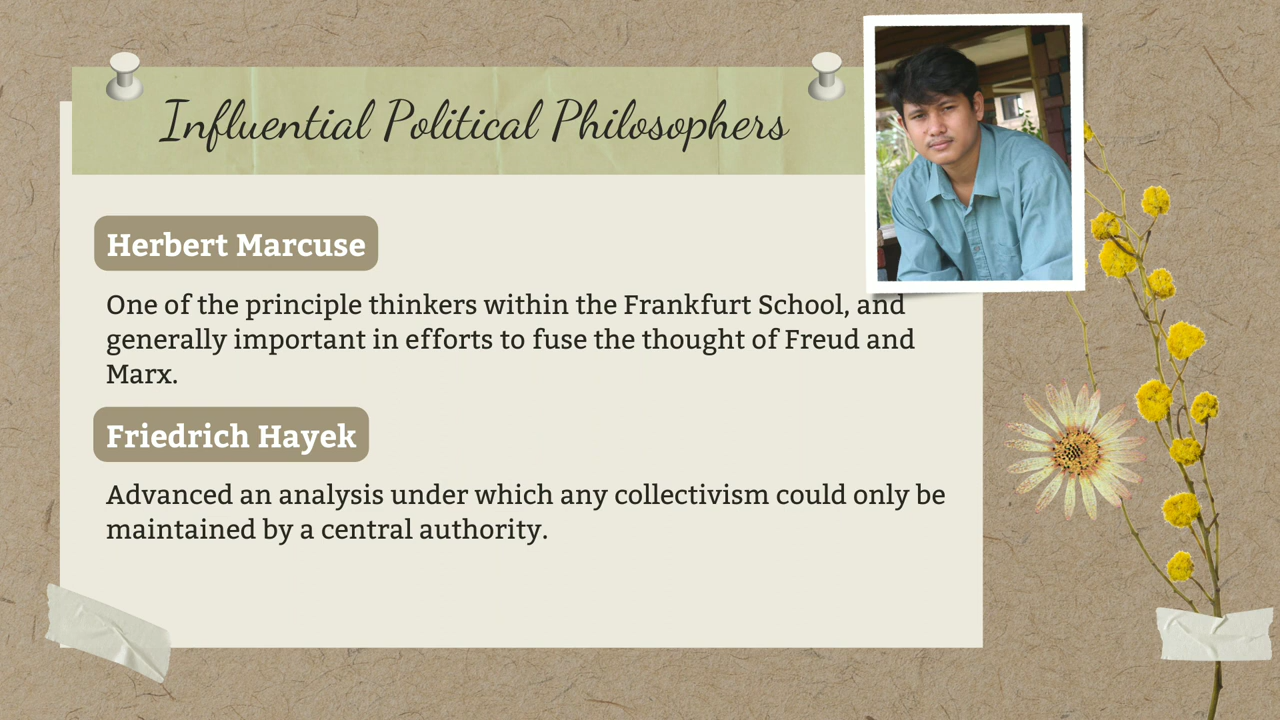 Influential Political Philosophers
Herbert Marcuse
One of the principle thinkers within the Frankfurt School, and
generally important in efforts to fuse the thought of Freud and
Marx.
Friedrich Hayek
Advanced an analysis under which any collectivism could only be
maintained by a central authority.